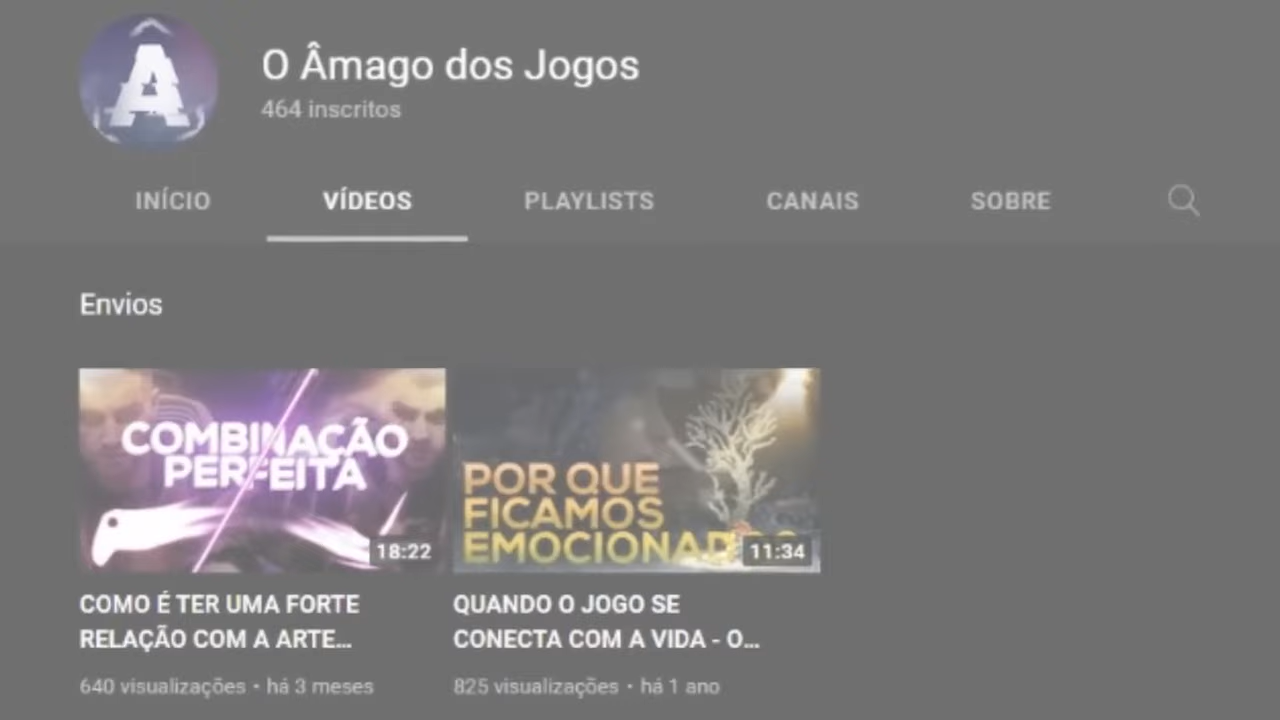 Â
O Âmago dos Jogos
464 inscritos
INÍCIO VÍDEOS PLAYLISTS CANAIS SOBRE
Envios
COMBINAÇÃO
PERFEITA
18:22
POR QUE
FICAMOS
EMOCIONADOS
11:34
COMO É TER UMA FORTE
RELAÇÃO COM A ARTE...
640 visualizações • há 3 meses
QUANDO O JOGO SE
CONECTA COM A VIDA - O...
825 visualizações • há 1 ano